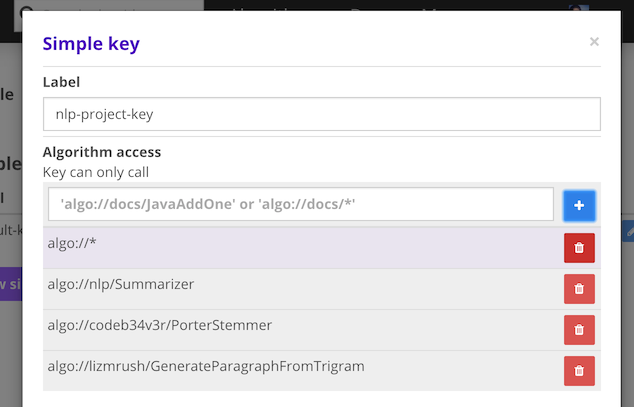 Simple key
×
Label
nlp-project-key
Algorithm access
Key can only call
'algo://docs/JavaAddOne' or 'algo://docs/*'
+
algo://*
algo://nlp/Summarizer
algo://codeb34v3r/PorterStemmer
algo://lizmrush/GenerateParagraphFromTrigram